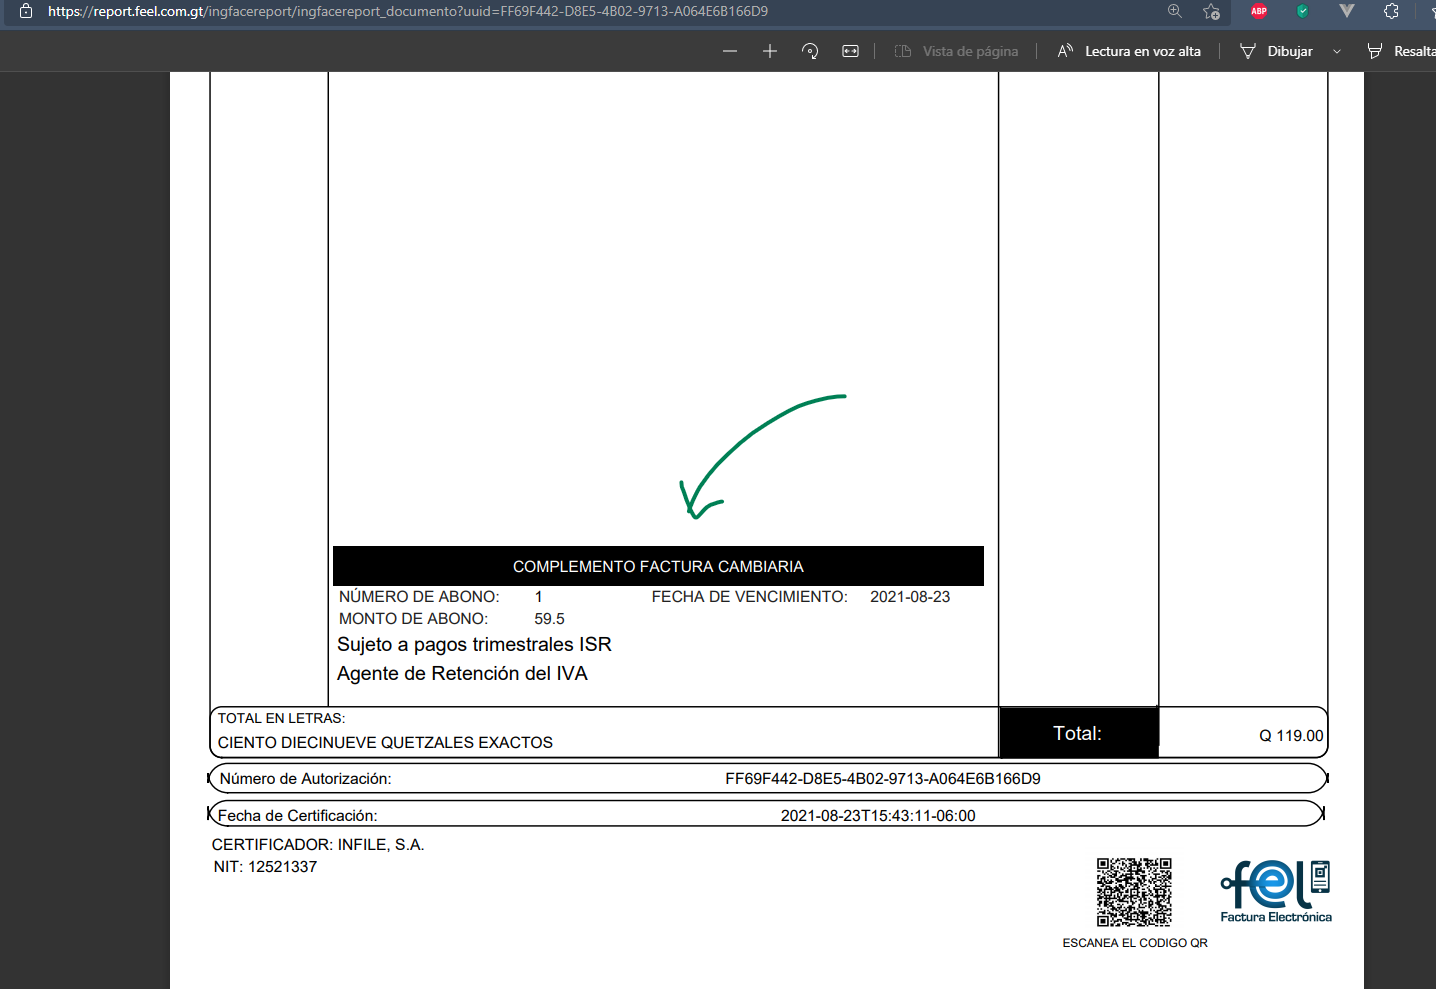 https://report.feel.com.gt/ingfacereport/ingfacereport_documento?uuid=FF69F442-D8E5-4B02-9713-A064E6B166D9
ABP
Vista de página
Lectura en voz alta
Dibujar
Resalta
COMPLEMENTO FACTURA CAMBIARIA
NÚMERO DE ABONO: 1 FECHA DE VENCIMIENTO: 2021-08-23
MONTO DE ABONO: 59.5
Sujeto a pagos trimestrales ISR
Agente de Retención del IVA
TOTAL EN LETRAS:
CIENTO DIECINUEVE QUETZALES EXACTOS
Total: Q 119.00
Número de Autorización: FF69F442-D8E5-4B02-9713-A064E6B166D9
Fecha de Certificación: 2021-08-23T15:43:11-06:00
CERTIFICADOR: INFILE, S.A.
NIT: 12521337
fel
Factura Electrónica
ESCANEA EL CODIGO QR